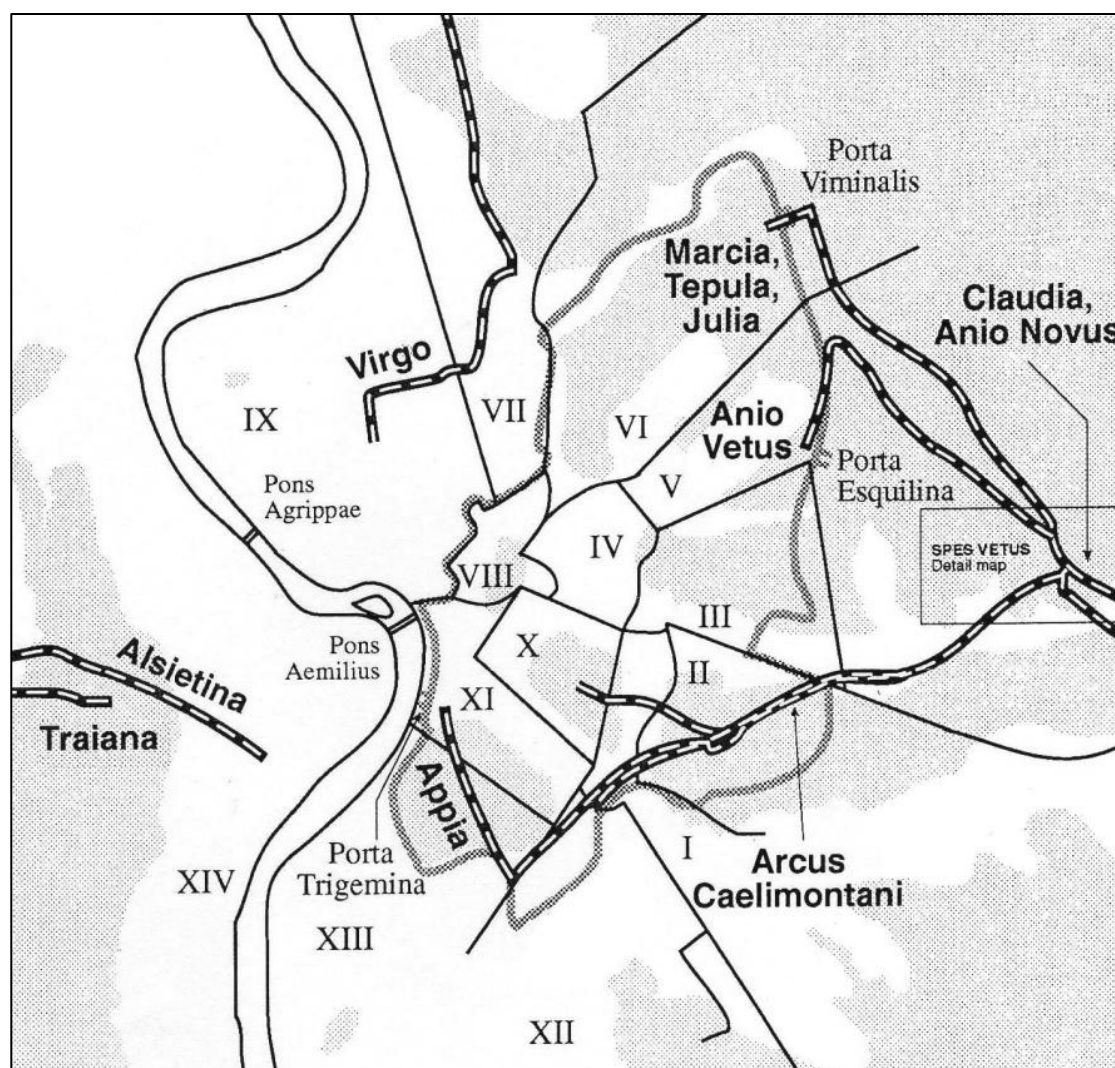 Porta
Viminalis
Marcia,
Tepula,
Julia
Claudia,
Anio Novus
Virgo
IX
VII
VI
Anio
Vetus
V
Porta
Esquilina
Pons
Agrippae
IV
VIII
SPES VETUS
Detail map
III
X
II
Pons
Aemilius
Alsietina
XI
Traiana
Appia
I
Arcus
Caelimontani
Porta
Trigemina
XIV
XIII
XII